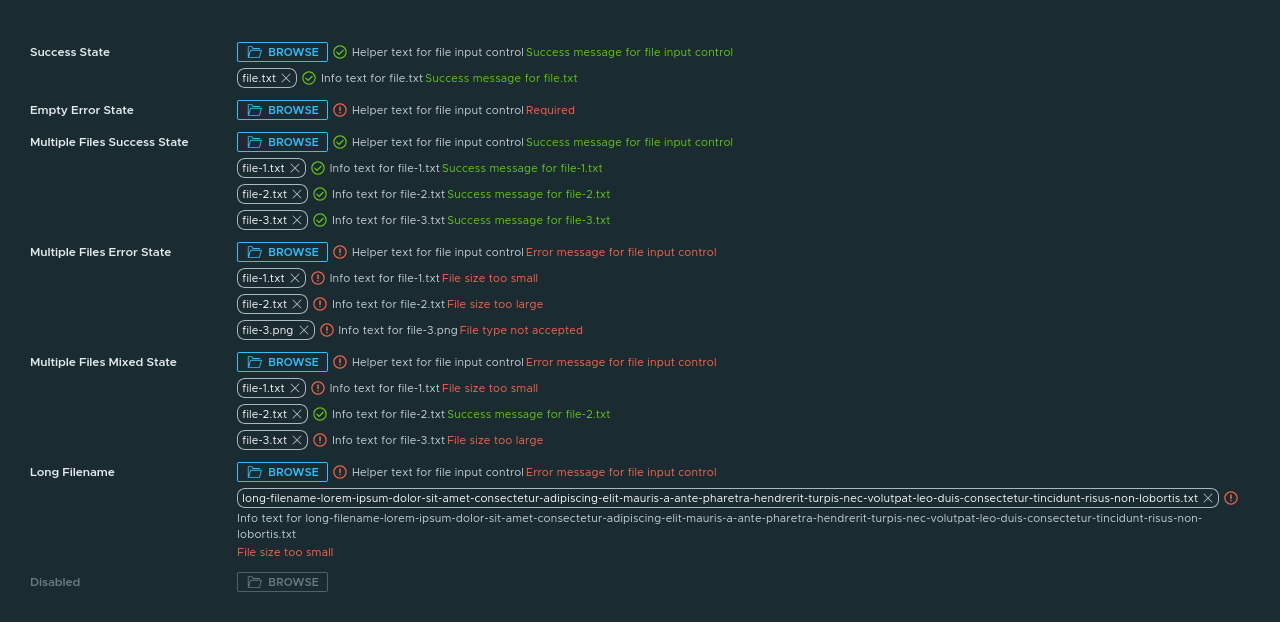 Success State BROWSE Helper text for file input control Success message for file input control
file.txt Info text for file.txt Success message for file.txt
Empty Error State BROWSE Helper text for file input control Required
Multiple Files Success State BROWSE Helper text for file input control Success message for file input control
file-1.txt Info text for file-1.txt Success message for file-1.txt
file-2.txt Info text for file-2.txt Success message for file-2.txt
file-3.txt Info text for file-3.txt Success message for file-3.txt
Multiple Files Error State BROWSE Helper text for file input control Error message for file input control
file-1.txt Info text for file-1.txt File size too small
file-2.txt Info text for file-2.txt File size too large
file-3.png Info text for file-3.png File type not accepted
Multiple Files Mixed State BROWSE Helper text for file input control Error message for file input control
file-1.txt Info text for file-1.txt File size too small
file-2.txt Info text for file-2.txt Success message for file-2.txt
file-3.txt Info text for file-3.txt File size too large
Long Filename BROWSE Helper text for file input control Error message for file input control
long-filename-lorem-ipsum-dolor-sit-amet-consectetur-adipiscing-elit-mauris-a-ante-pharetra-hendrerit-turpis-nec-volutpat-leo-duis-consectetur-tincidunt-risus-non-lobortis.txt
Info text for long-filename-lorem-ipsum-dolor-sit-amet-consectetur-adipiscing-elit-mauris-a-ante-pharetra-hendrerit-turpis-nec-volutpat-leo-duis-consectetur-tincidunt-risus-non-
lobortis.txt
File size too small
Disabled BROWSE